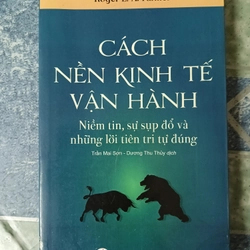 CÁCH
NỀN KINH TẾ
VẬN HÀNH
Niềm tin, sự sụp đổ và
những lời tiên tri tự đúng
Trần Mai Sơn - Dương Thu Thủy dịch